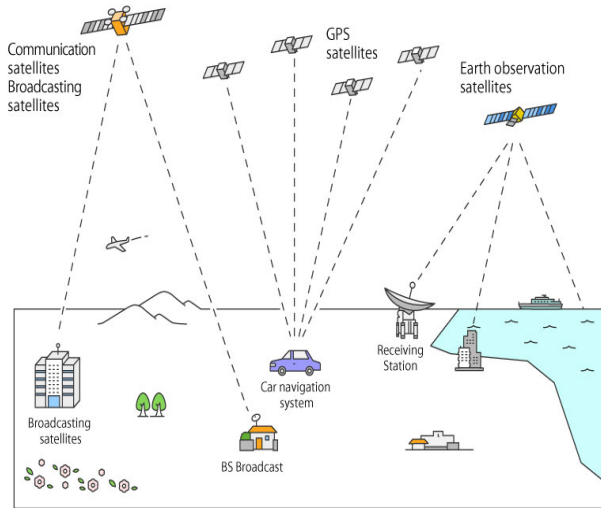 Communication
satellites
Broadcasting
satellites
GPS
satellites
Earth observation
satellites
Receiving
Station
Car navigation
system
Broadcasting
satellites
BS Broadcast